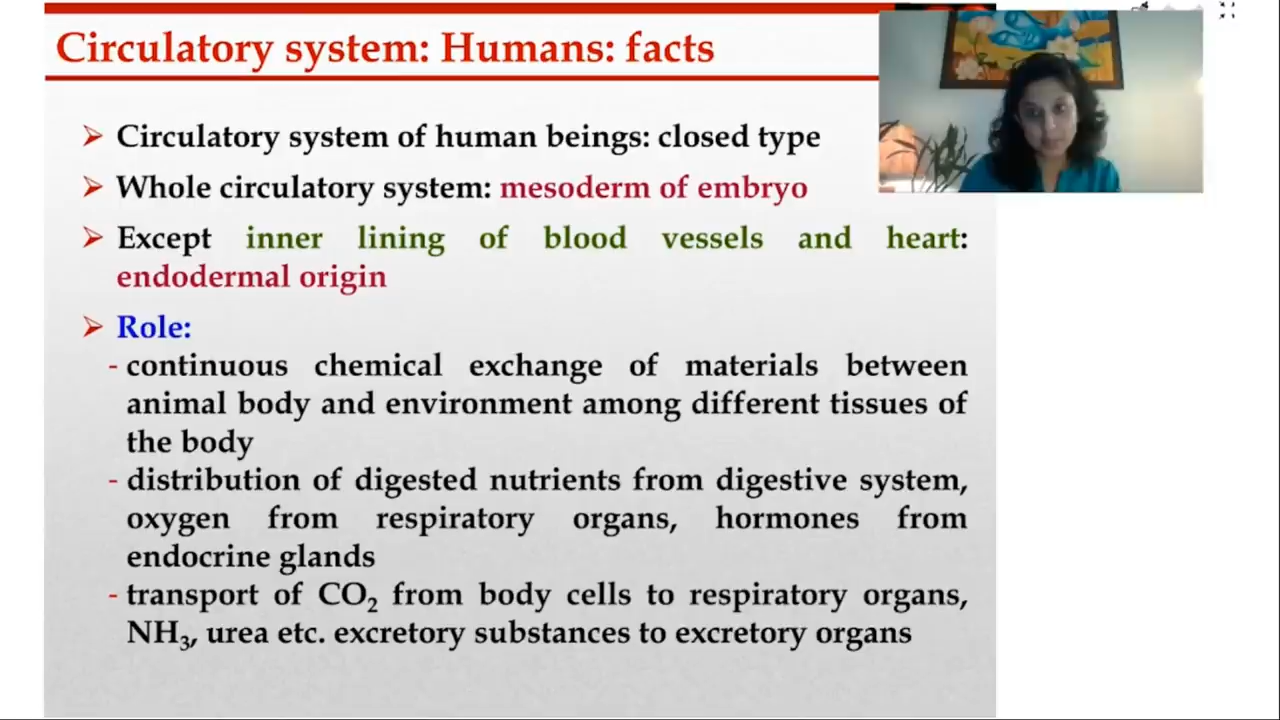 Circulatory system: Humans: facts
➢ Circulatory system of human beings: closed type
➢ Whole circulatory system: mesoderm of embryo
➢ Except inner lining of blood vessels and heart:
endodermal origin
➢ Role:
- continuous chemical exchange of materials between
animal body and environment among different tissues of
the body
- distribution of digested nutrients from digestive system,
oxygen from respiratory organs, hormones from
endocrine glands
- transport of CO₂ from body cells to respiratory organs,
NH₃, urea etc. excretory substances to excretory organs